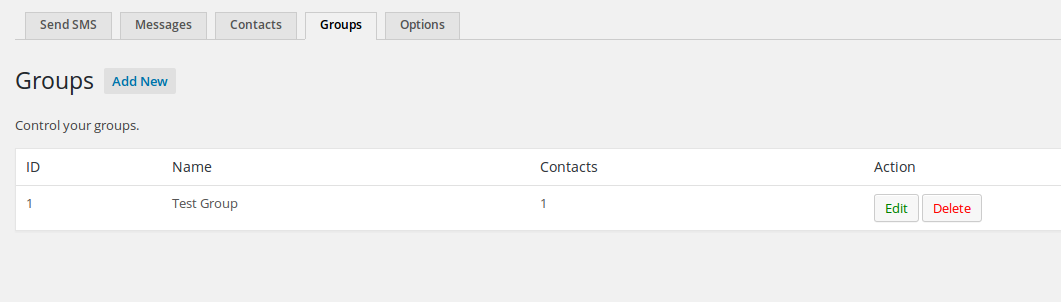 Send SMS Messages Contacts Groups Options
Groups Add New
Control your groups.
ID Name Contacts Action
1 Test Group 1 Edit Delete